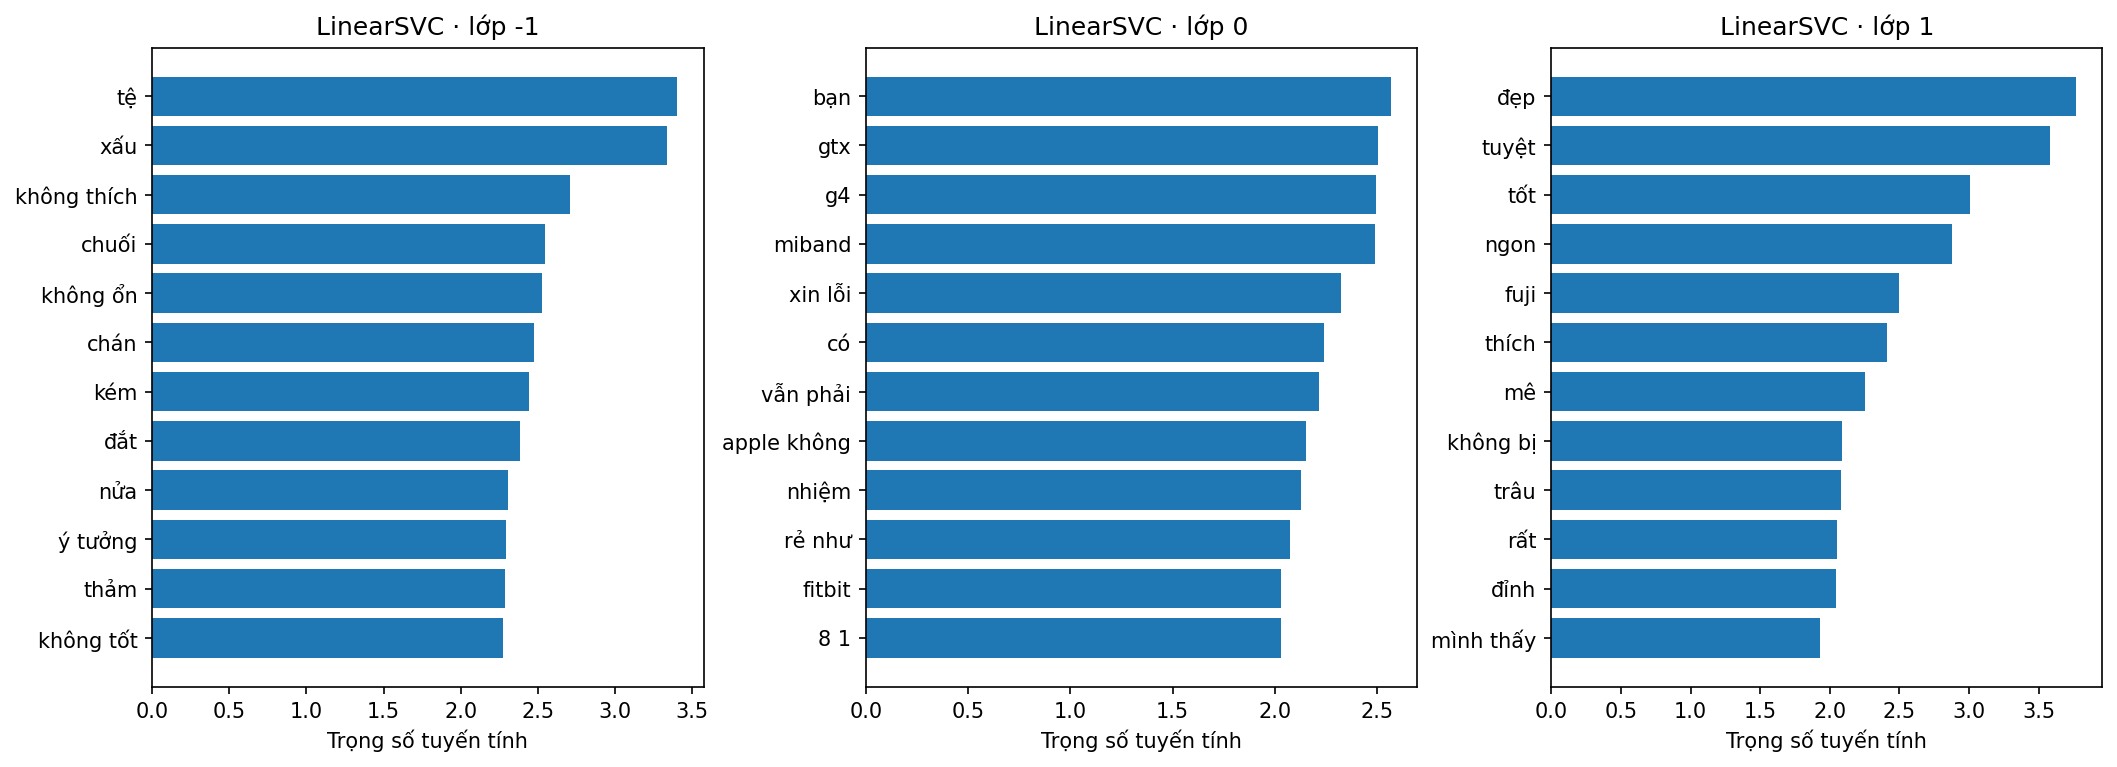 LinearSVC · lớp -1
tệ
xấu
không thích
chuối
không ổn
chán
kém
đắt
nửa
ý tưởng
thảm
không tốt
0.0 0.5 1.0 1.5 2.0 2.5 3.0 3.5
Trọng số tuyến tính
LinearSVC · lớp 0
bạn
gtx
g4
miband
xin lỗi
có
vẫn phải
apple không
nhiệm
rẻ như
fitbit
8 1
0.0 0.5 1.0 1.5 2.0 2.5
Trọng số tuyến tính
LinearSVC · lớp 1
đẹp
tuyệt
tốt
ngon
fuji
thích
mê
không bị
trâu
rất
đỉnh
mình thấy
0.0 0.5 1.0 1.5 2.0 2.5 3.0 3.5
Trọng số tuyến tính